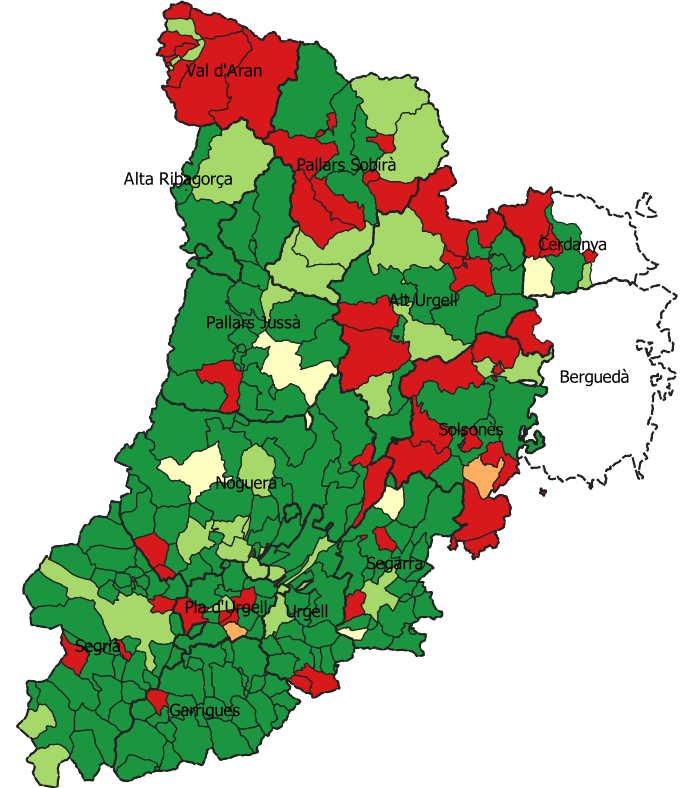 Val d'Aran
Pallars Sobirà
Alta Ribagorça
Cerdanya
Alt Urgell
Pallars Jussà
Berguedà
Solsonès
Noguera
Segarra
Pla d'Urgell
Urgell
Segrià
Garrigues